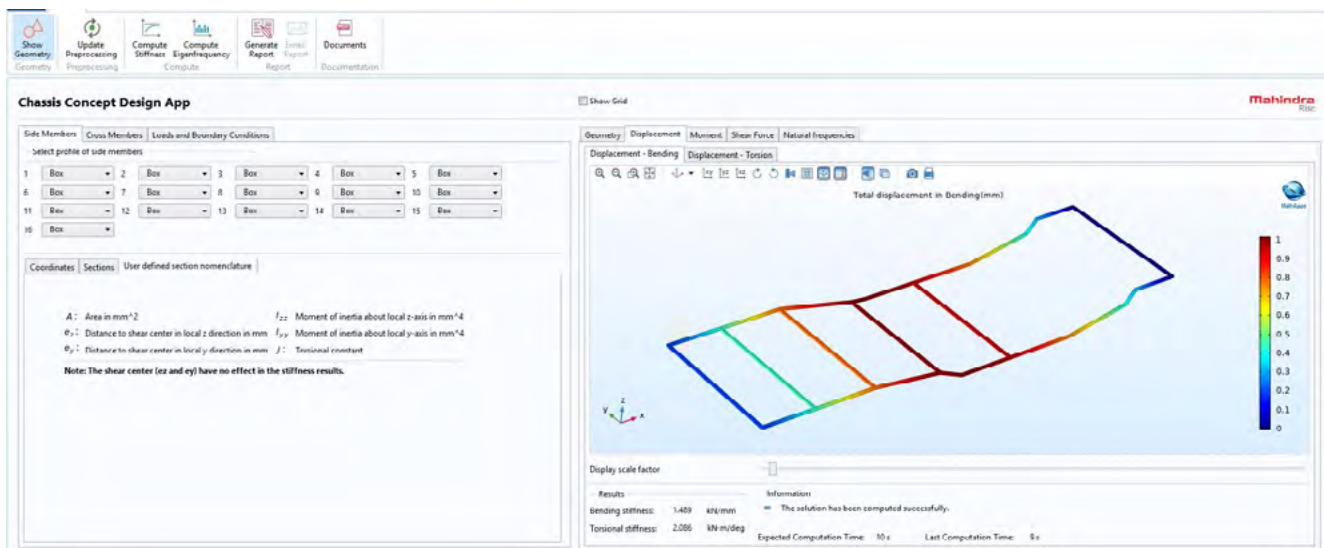 Show Geometry
Update Preprocessing
Compute Stiffness
Compute Eigenfrequency
Generate Report
Email Report
Documents
Geometry
Preprocessing
Compute
Report
Documentation
Chassis Concept Design App
Show Grid
Mahindra
Rise
Side Members Cross Members Loads and Boundary Conditions
Select profile of side members
1 Box 2 Box 3 Box 4 Box 5 Box
6 Box 7 Box 8 Box 9 Box 10 Box
11 Box 12 Box 13 Box 14 Box 15 Box
16 Box
Coordinates Sections User defined section nomenclature
A: Area in mm^2
I_zz Moment of inertia about local z-axis in mm^4
e_z: Distance to shear center in local z direction in mm
I_yy Moment of inertia about local y-axis in mm^4
e_y: Distance to shear center in local y direction in mm
J: Torsional constant
Note: The shear center (ez and ey) have no effect in the stiffness results.
Geometry Displacement Moment Shear Force Natural frequencies
Displacement - Bending Displacement - Torsion
Total displacement in Bending(mm)
1
0.9
0.8
0.7
0.6
0.5
0.4
0.3
0.2
0.1
0
y z x
Display scale factor
Results
Bending stiffness: 1.489 kN/mm
Torsional stiffness: 2.086 kN·m/deg
Information
The solution has been computed successfully.
Expected Computation Time: 10 s Last Computation Time: 9 s